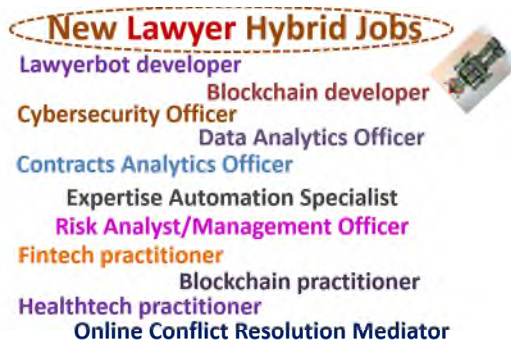 New Lawyer Hybrid Jobs
Lawyerbot developer
Blockchain developer
Cybersecurity Officer
Data Analytics Officer
Contracts Analytics Officer
Expertise Automation Specialist
Risk Analyst/Management Officer
Fintech practitioner
Blockchain practitioner
Healthtech practitioner
Online Conflict Resolution Mediator